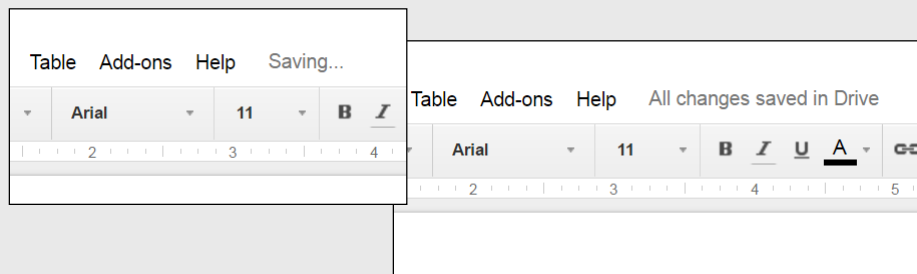 Table Add-ons Help Saving...
Arial 11 B I
2 3 4
Table Add-ons Help All changes saved in Drive
Arial 11 B I U A
2 3 4 5